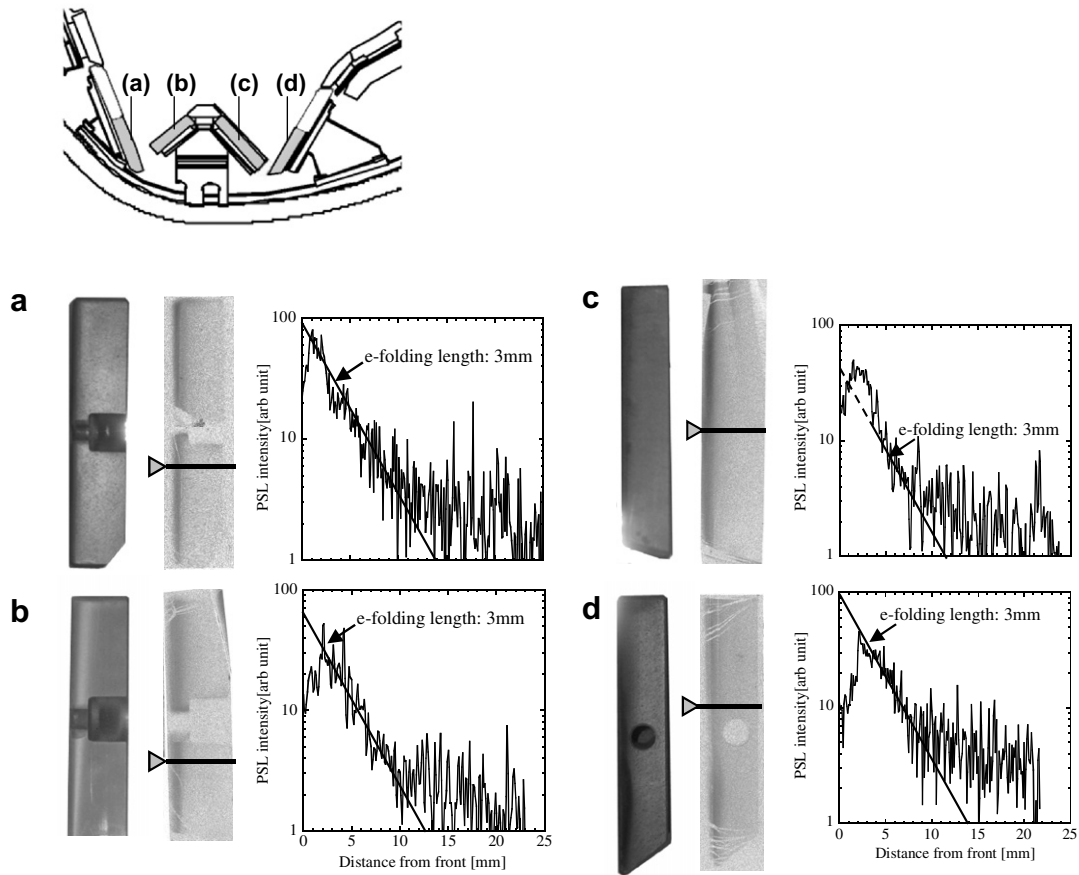 (a) (b) (c) (d)
a
100
10
1
PSL intensity[arb unit]
e-folding length: 3mm
0 5 10 15 20 25
c
100
10
1
PSL intensity[arb unit]
e-folding length: 3mm
b
100
10
1
PSL intensity[arb unit]
e-folding length: 3mm
0 5 10 15 20 25
Distance from front [mm]
d
100
10
1
PSL intensity[arb unit]
e-folding length: 3mm
0 5 10 15 20 25
Distance from front [mm]